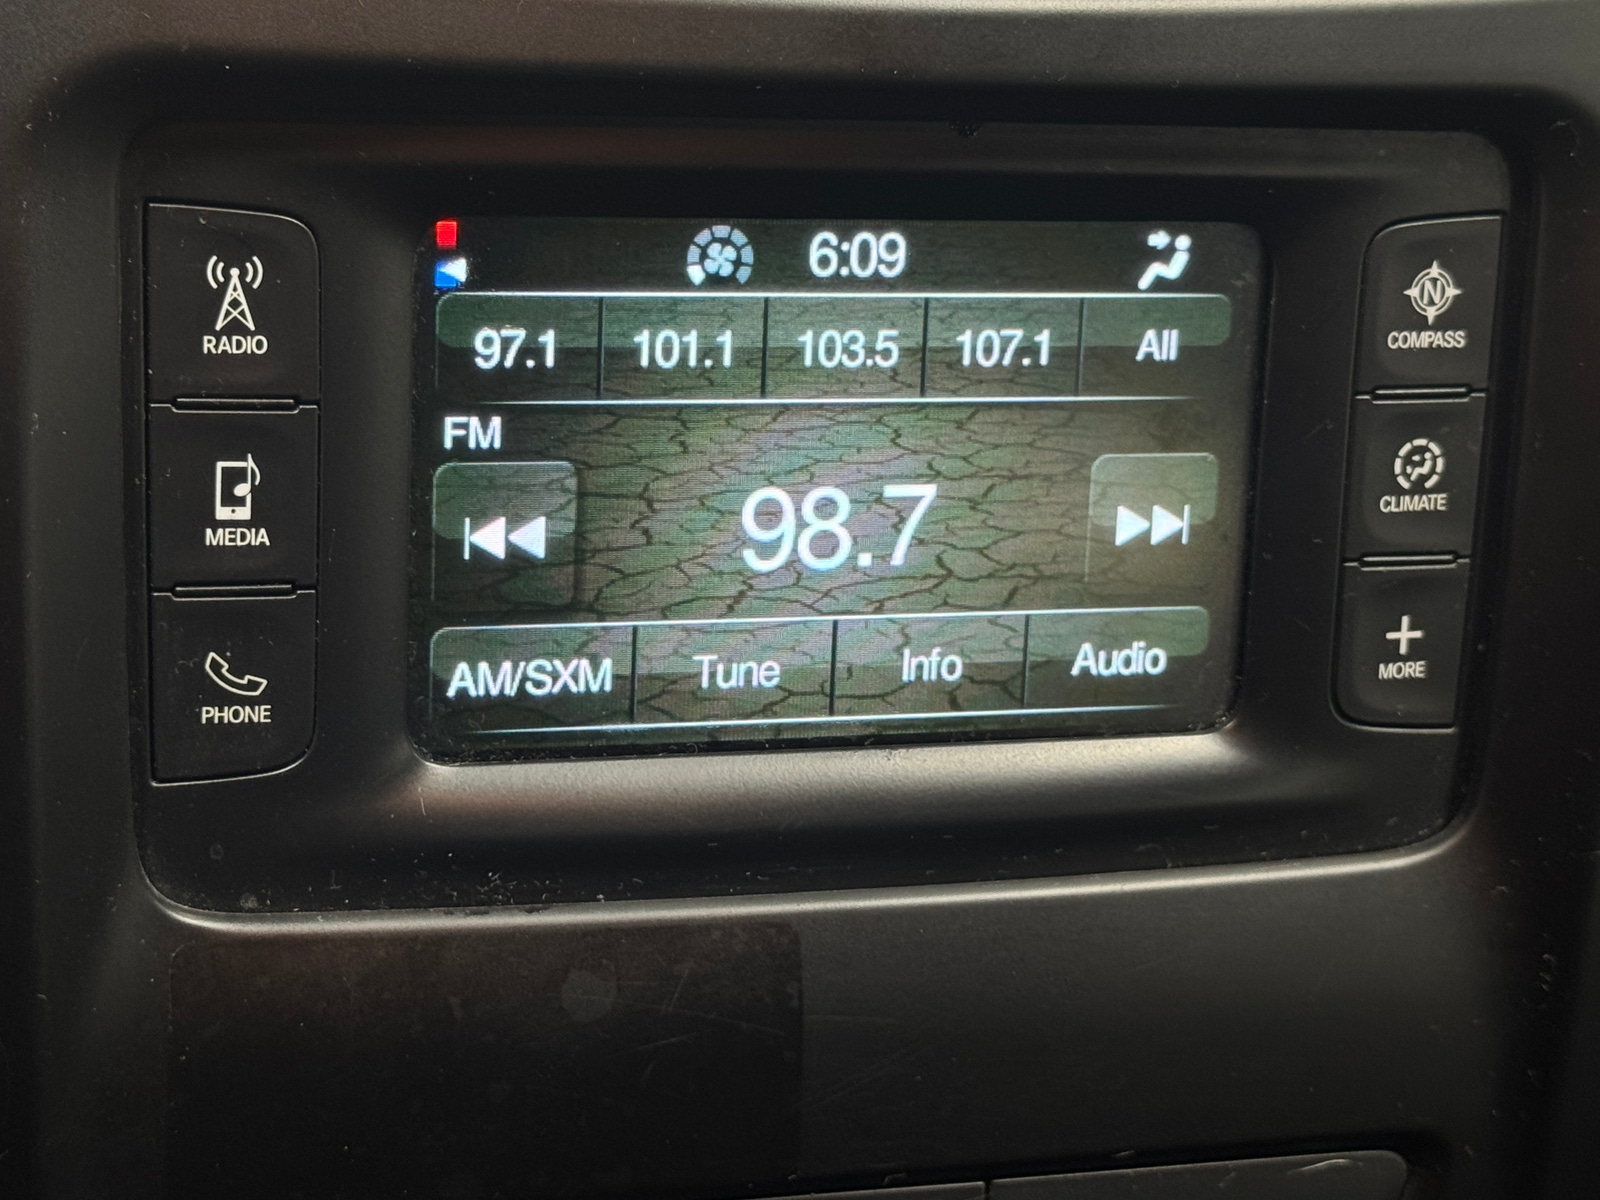 6:09
97.1 101.1 103.5 107.1 All
FM
98.7
AM/SXM Tune Info Audio
RADIO
MEDIA
PHONE
N
COMPASS
CLIMATE
MORE